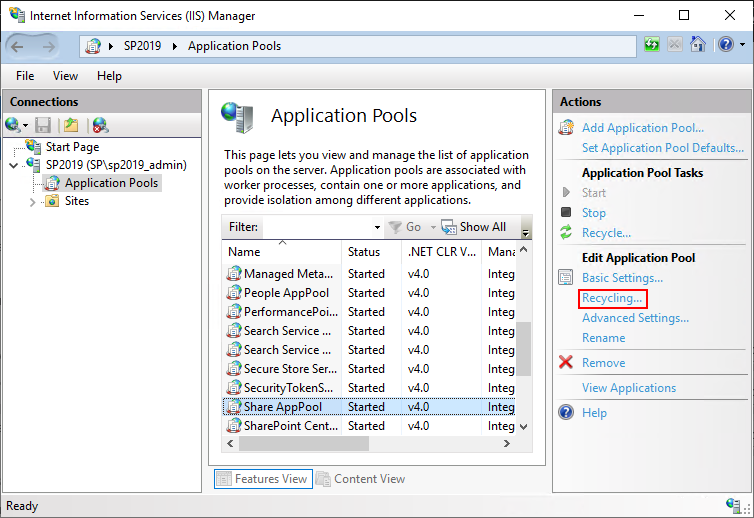 Internet Information Services (IIS) Manager
SP2019 Application Pools
File View Help
Connections
Start Page
SP2019 (SP\sp2019_admin)
Application Pools
Sites
Application Pools
This page lets you view and manage the list of application
pools on the server. Application pools are associated with
worker processes, contain one or more applications, and
provide isolation among different applications.
Filter: Go Show All
Name Status .NET CLR V... Mana
Managed Meta... Started v4.0 Integ
People AppPool Started v4.0 Integ
PerformancePoi... Started v4.0 Integ
Search Service ... Started v4.0 Integ
Search Service ... Started v4.0 Integ
Secure Store Ser... Started v4.0 Integ
SecurityTokenS... Started v4.0 Integ
Share AppPool Started v4.0 Integ
SharePoint Cent... Started v4.0 Integ
Features View Content View
Actions
Add Application Pool...
Set Application Pool Defaults...
Application Pool Tasks
Start
Stop
Recycle...
Edit Application Pool
Basic Settings...
Recycling...
Advanced Settings...
Rename
Remove
View Applications
Help
Ready